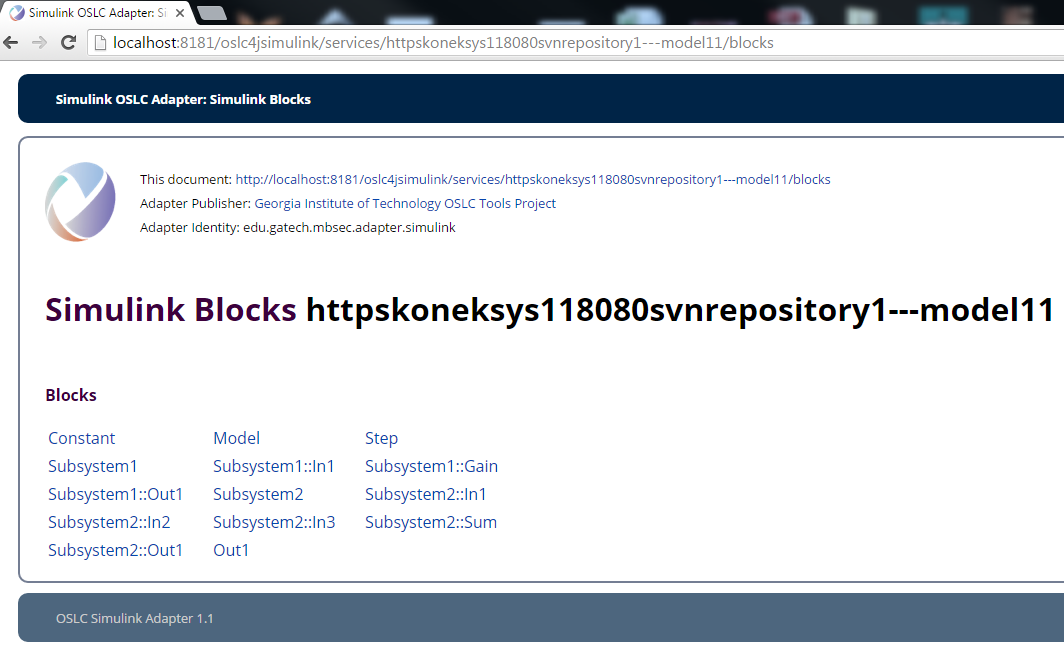 Simulink OSLC Adapter: Si
localhost:8181/oslc4jsimulink/services/httpskoneksys118080svnrepository1---model11/blocks
Simulink OSLC Adapter: Simulink Blocks
This document: http://localhost:8181/oslc4jsimulink/services/httpskoneksys118080svnrepository1---model11/blocks
Adapter Publisher: Georgia Institute of Technology OSLC Tools Project
Adapter Identity: edu.gatech.mbsec.adapter.simulink
Simulink Blocks httpskoneksys118080svnrepository1---model11
Blocks
Constant Model Step
Subsystem1 Subsystem1::In1 Subsystem1::Gain
Subsystem1::Out1 Subsystem2 Subsystem2::In1
Subsystem2::In2 Subsystem2::In3 Subsystem2::Sum
Subsystem2::Out1 Out1
OSLC Simulink Adapter 1.1